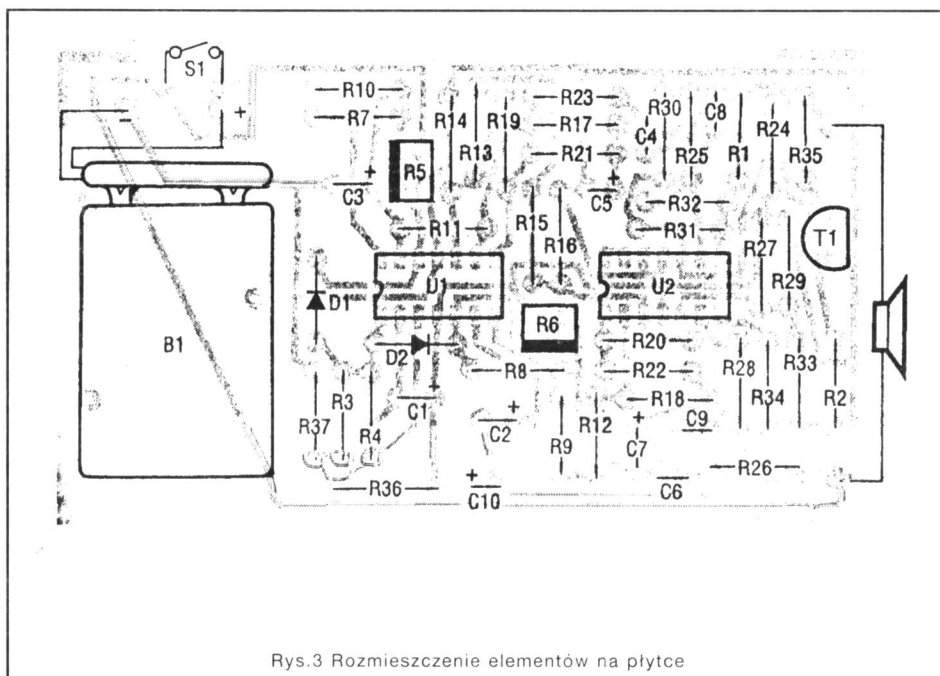 S1
+
−
B1
R10
R7
R14
R13
R19
R23
R17
R21
C4
R30
R25
C8
R1
R24
R35
+
C3
R5
R11
R15
R16
+
C5
R32
R31
R27
R29
T1
D1
U1
U2
D2
R6
R8
R20
R22
R18
R28
R34
R33
R2
R37
R3
R4
+
C1
+
C2
R9
R12
+
C7
C9
R36
+
C10
C6
R26
Rys.3 Rozmieszczenie elementów na płytce